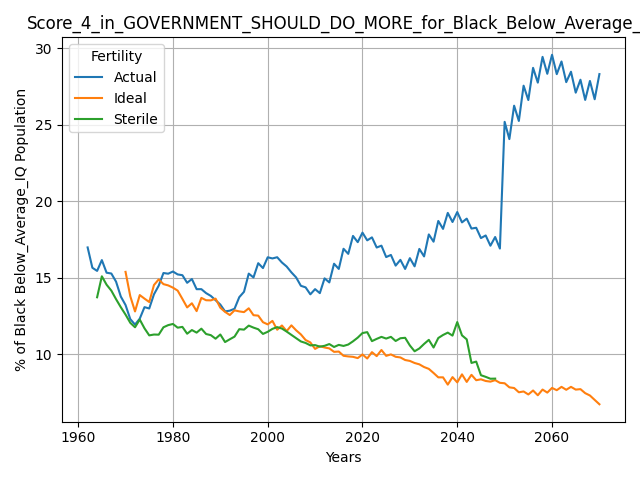 Score_4_in_GOVERNMENT_SHOULD_DO_MORE_for_Black_Below_Average_
Fertility
Actual
Ideal
Sterile
% of Black Below_Average_IQ Population
30
25
20
15
10
1960
1980
2000
2020
2040
2060
Years